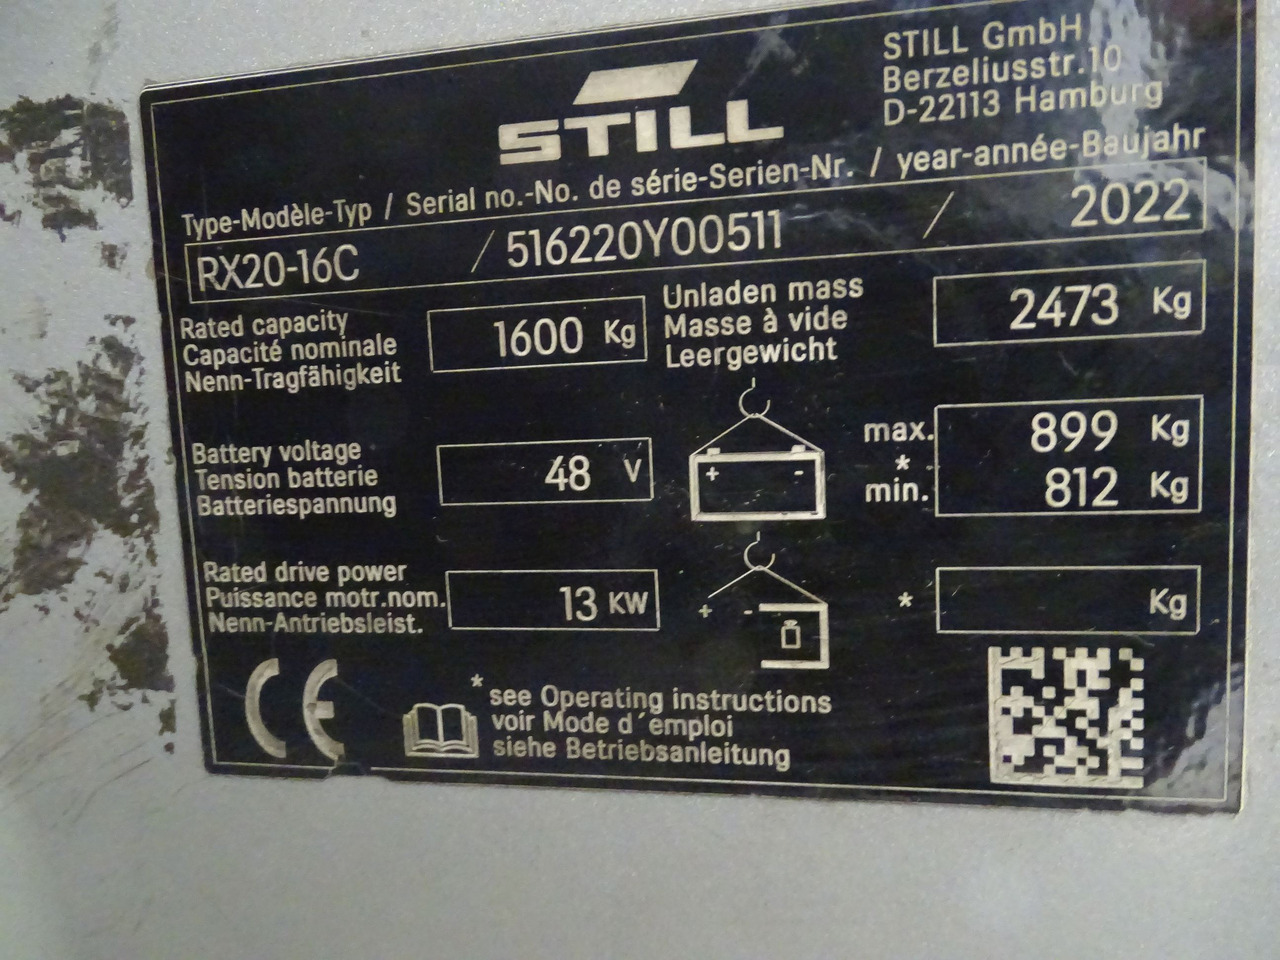 STILL
STILL GmbH
Berzeliusstr.10
D-22113 Hamburg
Type-Modèle-Typ / Serial no.-No. de série-Serien-Nr. / year-année-Baujahr
RX20-16C / 516220Y00511 / 2022
Rated capacity
Capacité nominale
Nenn-Tragfähigkeit
1600 Kg
Unladen mass
Masse à vide
Leergewicht
2473 Kg
Battery voltage
Tension batterie
Batteriespannung
48 V
+ -
max. 899 Kg
*
min. 812 Kg
Rated drive power
Puissance motr.nom.
Nenn-Antriebsleist.
13 KW
+ -
* Kg
CE
* see Operating instructions
voir Mode d´emploi
siehe Betriebsanleitung